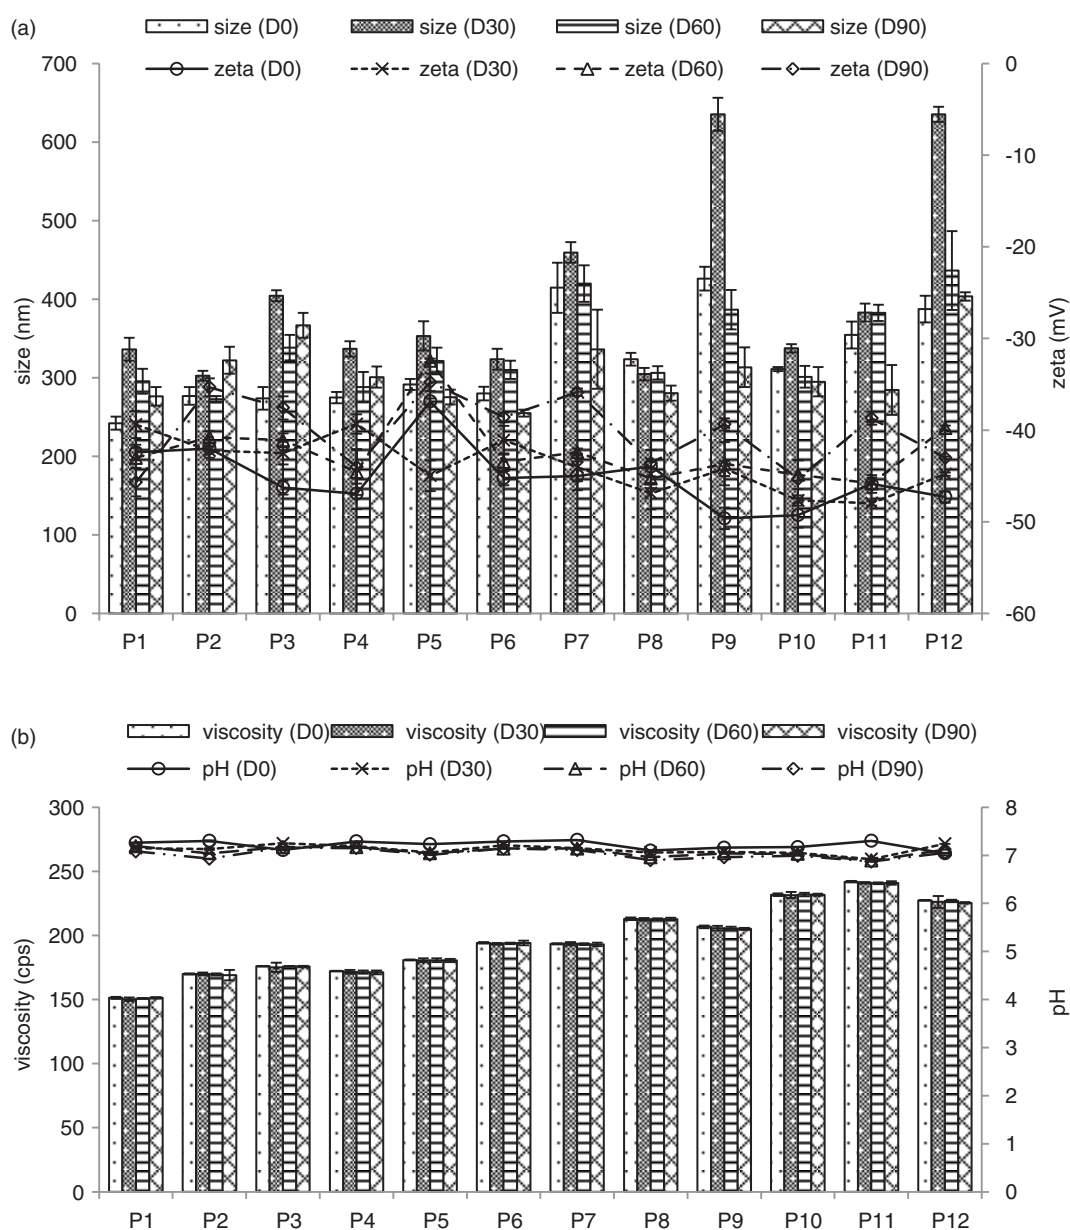 (a)
size (D0) size (D30) size (D60) size (D90)
zeta (D0) zeta (D30) zeta (D60) zeta (D90)
700
600
500
400
300
200
100
0
size (nm)
0
-10
-20
-30
-40
-50
-60
zeta (mV)
P1 P2 P3 P4 P5 P6 P7 P8 P9 P10 P11 P12
(b)
viscosity (D0) viscosity (D30) viscosity (D60) viscosity (D90)
pH (D0) pH (D30) pH (D60) pH (D90)
300
250
200
150
100
50
0
viscosity (cps)
8
7
6
5
4
3
2
1
0
pH
P1 P2 P3 P4 P5 P6 P7 P8 P9 P10 P11 P12